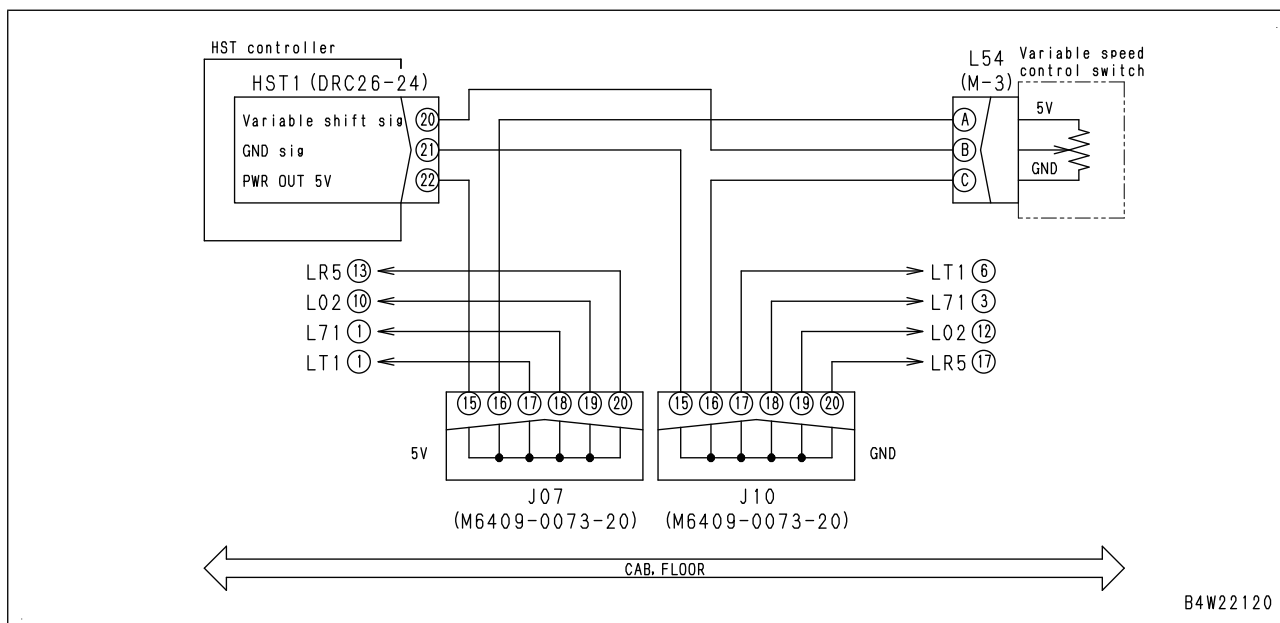 HST controller
HST1 (DRC26-24)
Variable shift sig 20
GND sig 21
PWR OUT 5V 22
L54
(M-3)
Variable speed
control switch
A
B
C
5V
GND
LR5 13
L02 10
L71 1
LT1 1
LT1 6
L71 3
L02 12
LR5 17
15 16 17 18 19 20
5V
J07
(M6409-0073-20)
15 16 17 18 19 20
GND
J10
(M6409-0073-20)
CAB, FLOOR
B4W22120